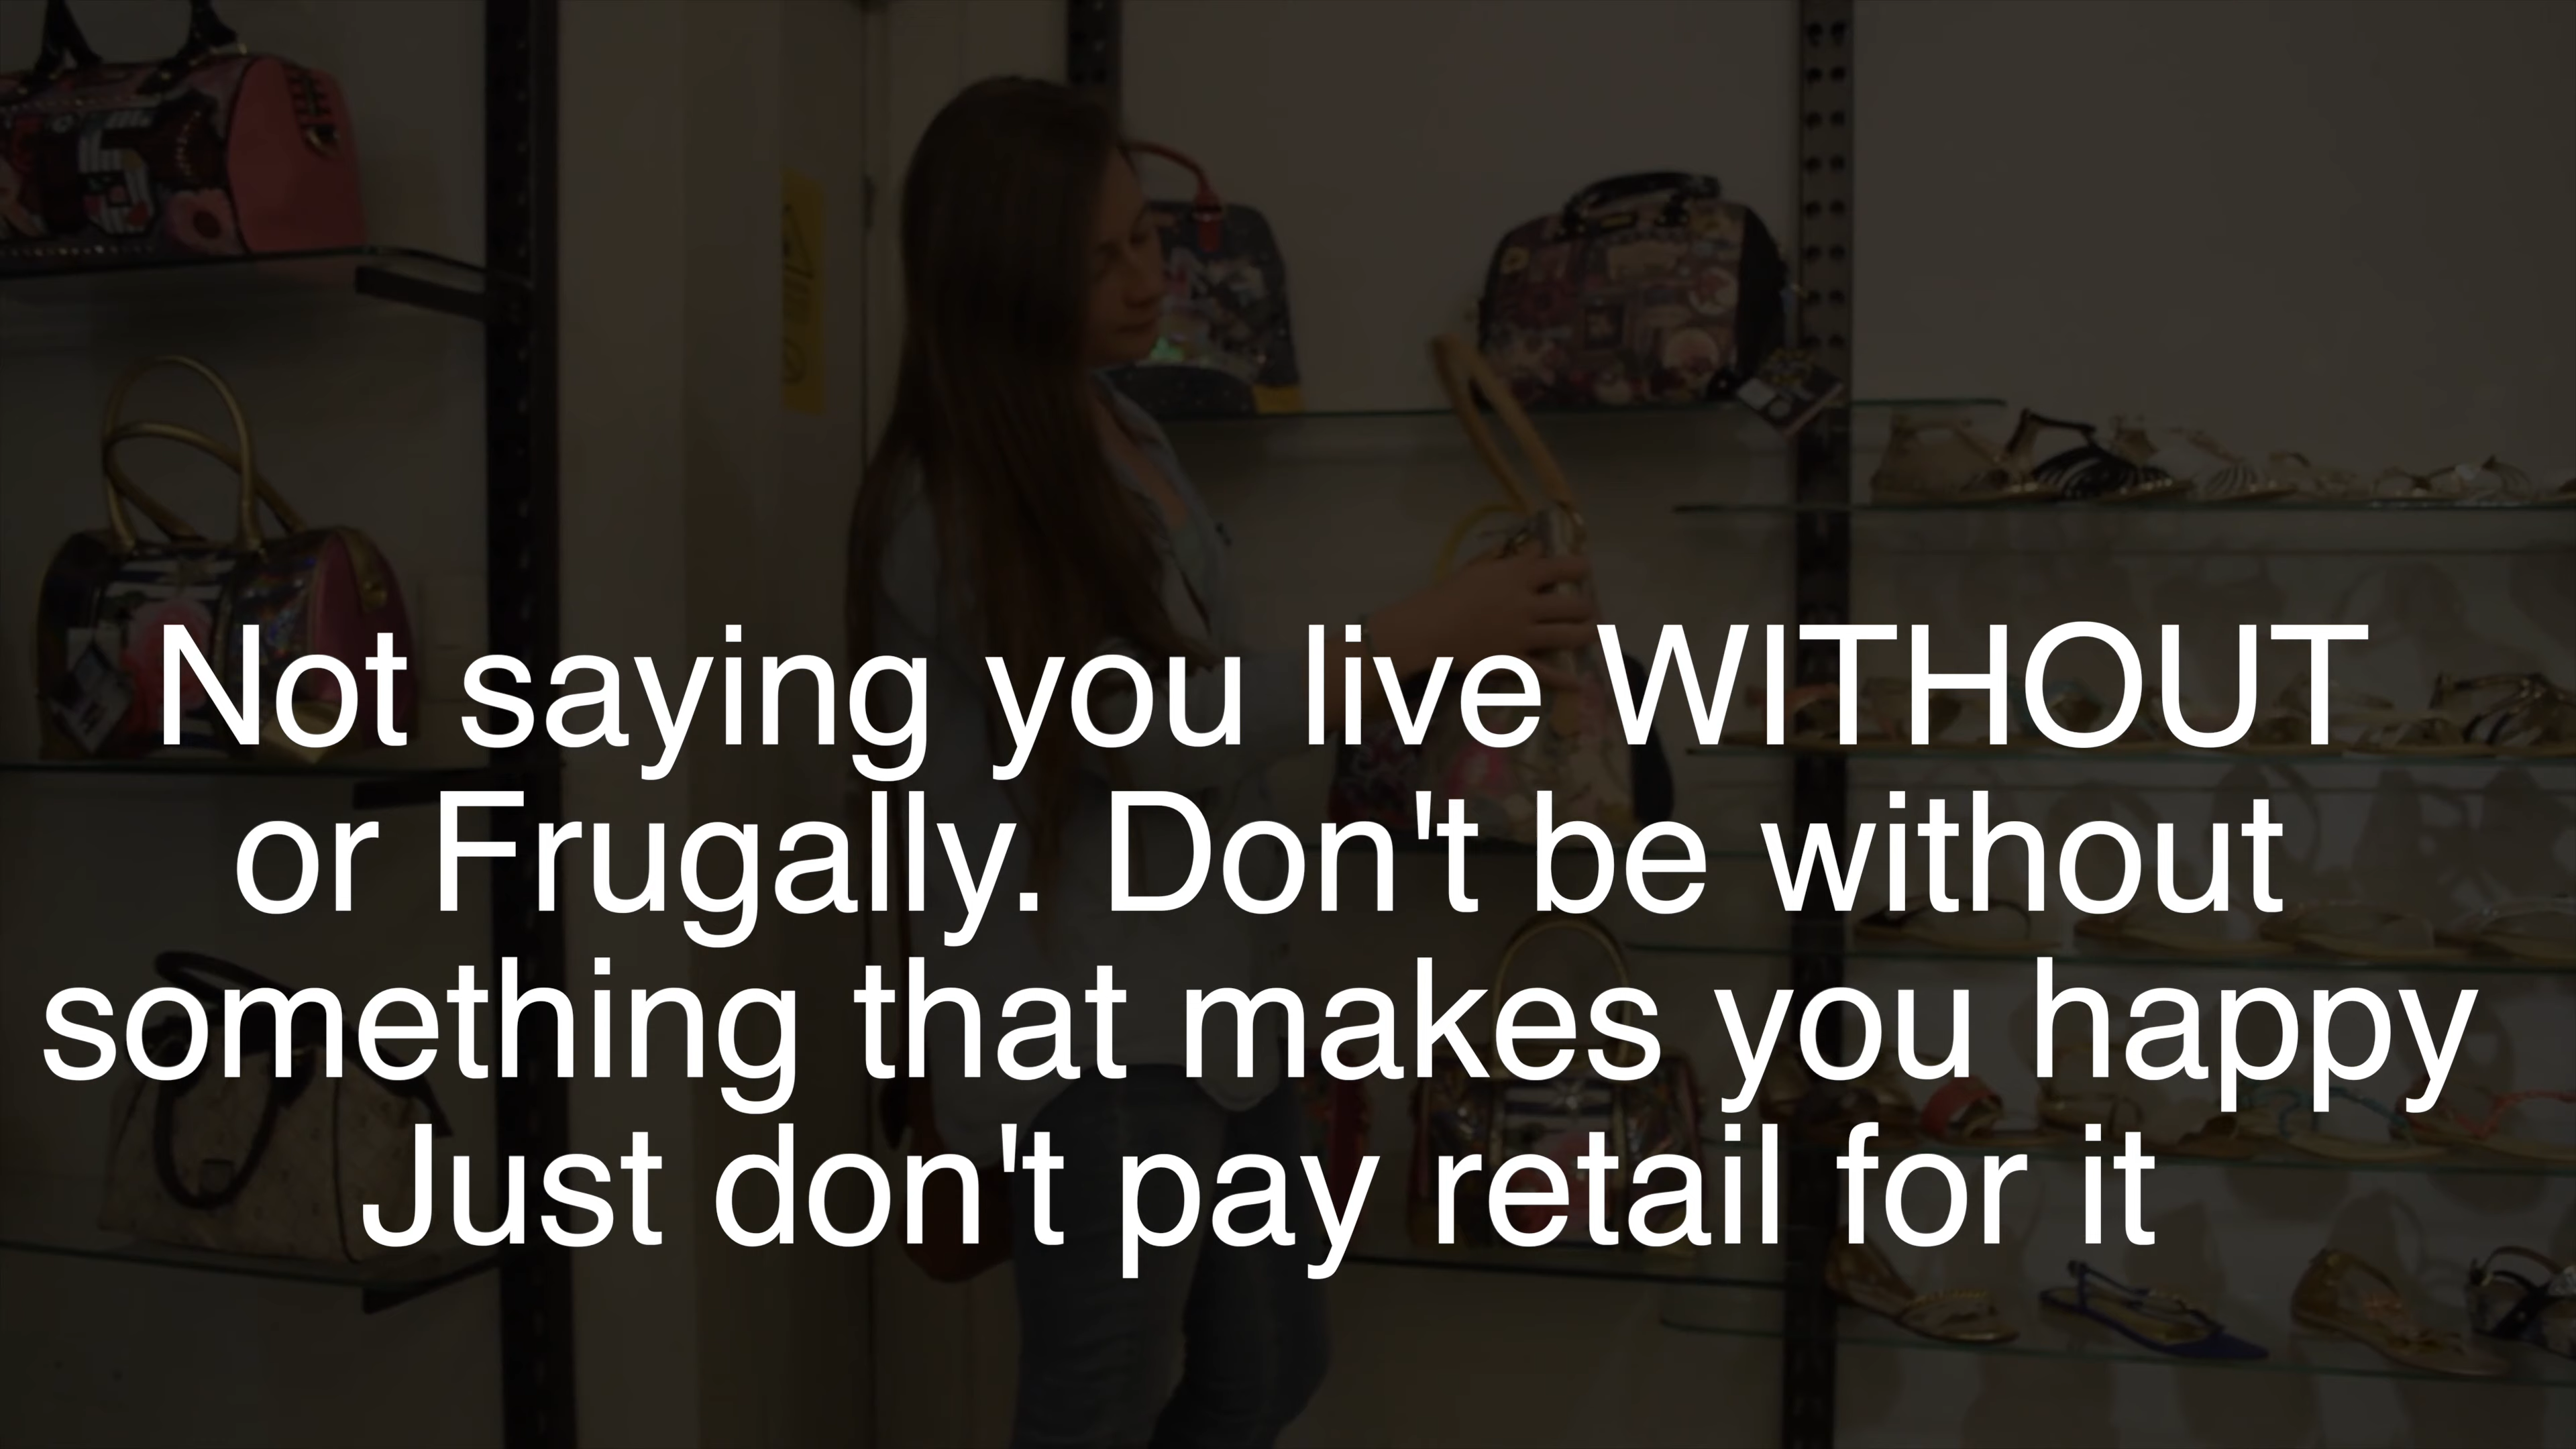 Not saying you live WITHOUT
or Frugally. Don't be without
something that makes you happy
Just don't pay retail for it